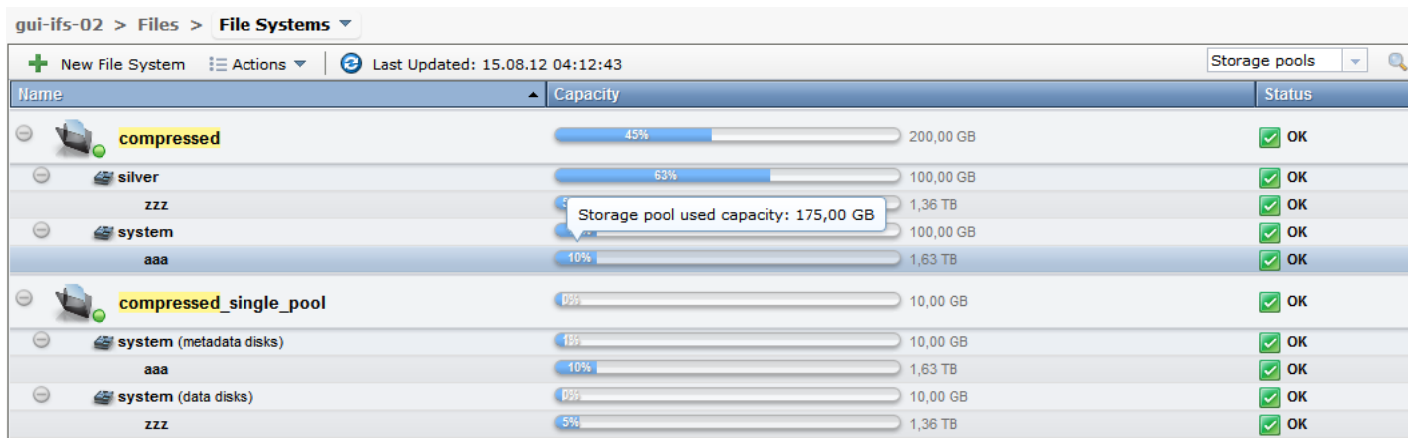 gui-ifs-02 > Files > File Systems
New File System Actions Last Updated: 15.08.12 04:12:43 Storage pools
Name Capacity Status
compressed 45% 200,00 GB OK
silver 63% 100,00 GB OK
zzz 1,36 TB OK
Storage pool used capacity: 175,00 GB
system 100,00 GB OK
aaa 10% 1,63 TB OK
compressed_single_pool 0% 10,00 GB OK
system (metadata disks) 1% 10,00 GB OK
aaa 10% 1,63 TB OK
system (data disks) 0% 10,00 GB OK
zzz 5% 1,36 TB OK